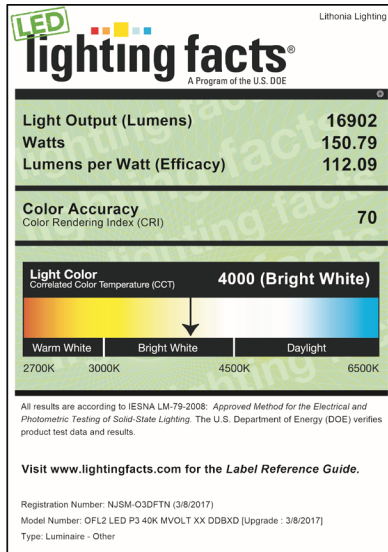 Lithonia Lighting
LED
lighting facts®
A Program of the U.S. DOE
Light Output (Lumens) 16902
Watts 150.79
Lumens per Watt (Efficacy) 112.09
Color Accuracy
Color Rendering Index (CRI) 70
Light Color
Correlated Color Temperature (CCT) 4000 (Bright White)
Warm White Bright White Daylight
2700K 3000K 4500K 6500K
All results are according to IESNA LM-79-2008: Approved Method for the Electrical and
Photometric Testing of Solid-State Lighting. The U.S. Department of Energy (DOE) verifies
product test data and results.
Visit www.lightingfacts.com for the Label Reference Guide.
Registration Number: NJSM-O3DFTN (3/8/2017)
Model Number: OFL2 LED P3 40K MVOLT XX DDBXD [Upgrade : 3/8/2017]
Type: Luminaire - Other